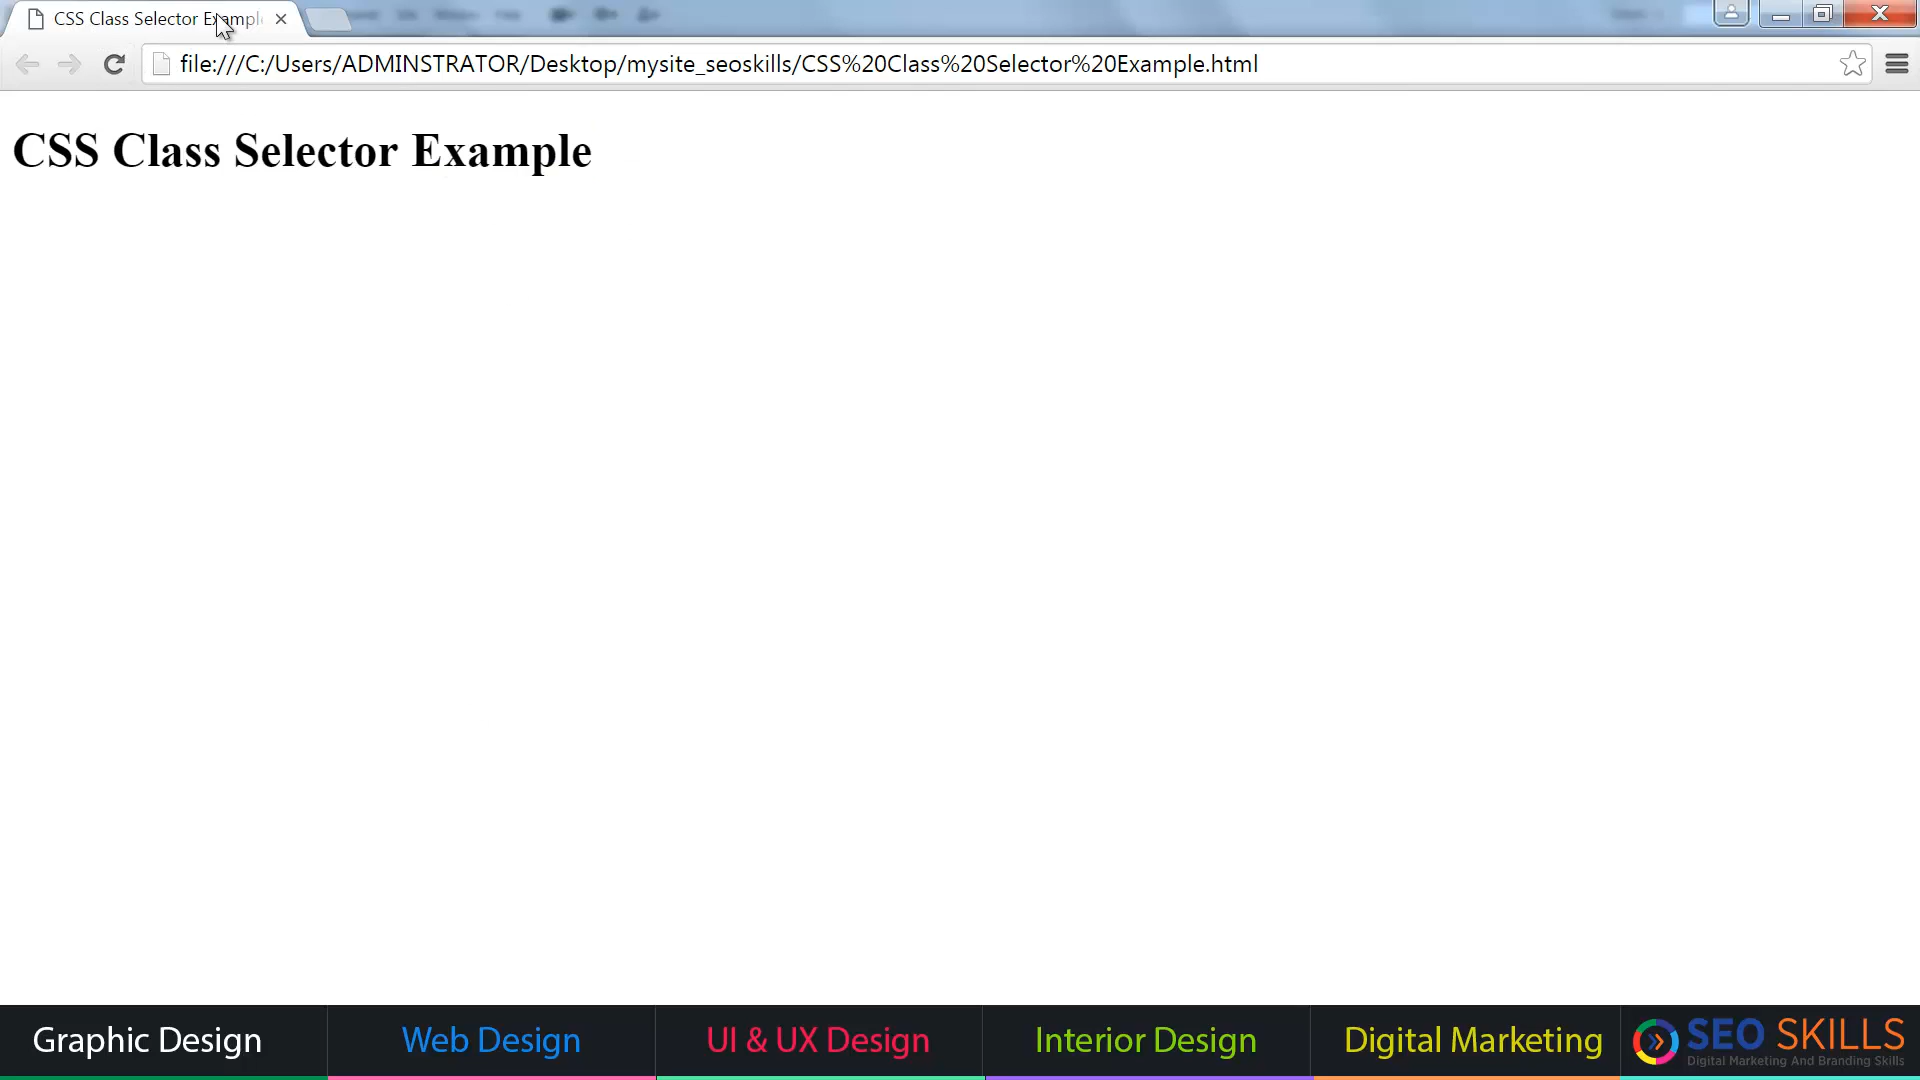 CSS Class Selector Example
file:///C:/Users/ADMINSTRATOR/Desktop/mysite_seoskills/CSS%20Class%20Selector%20Example.html
CSS Class Selector Example
Graphic Design
Web Design
UI & UX Design
Interior Design
Digital Marketing
SEO SKILLS
Digital Marketing And Branding Skills